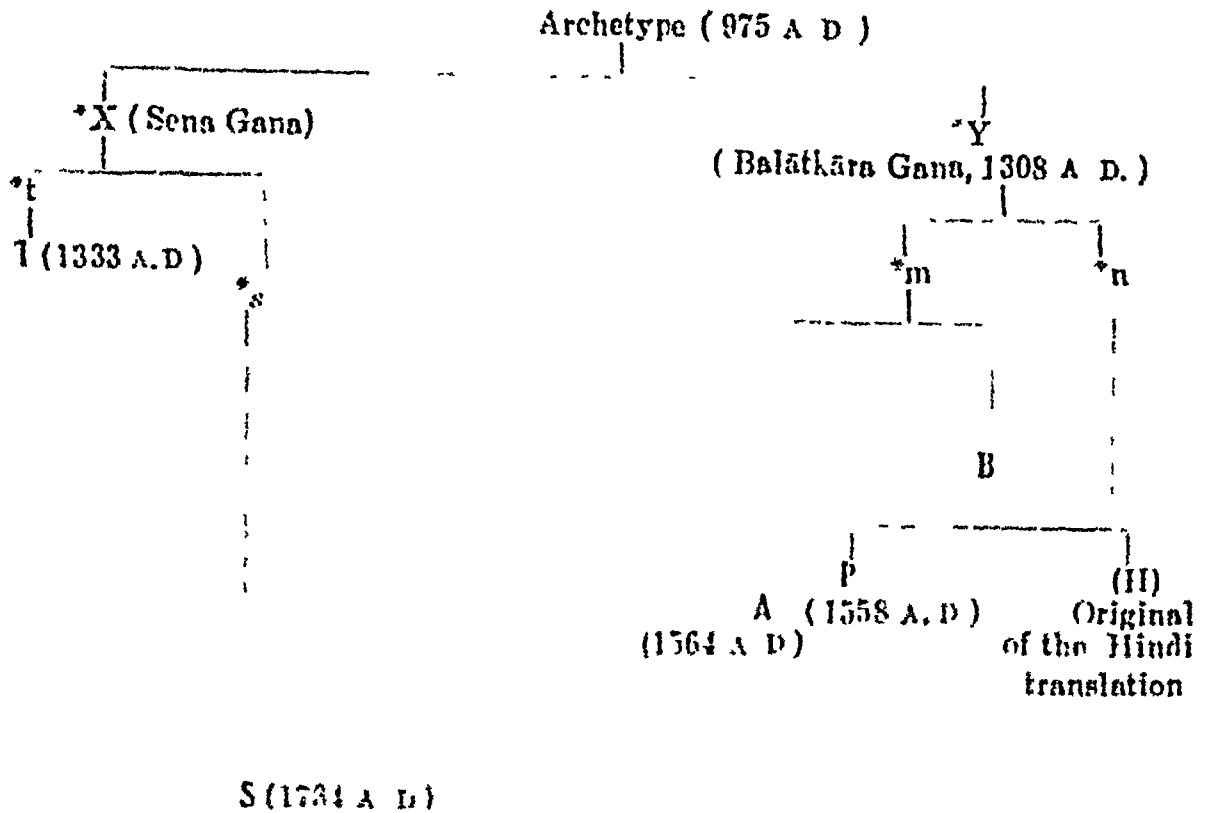 Archetype ( 975 A D )
*X ( Sena Gana)
*Y
( Balātkāra Gana, 1308 A D. )
*t
T (1333 A.D )
*s
*m
*n
B
P
(H)
A ( 1558 A. D ) Original
(1564 A D ) of the Hindi
translation
S (1734 A D )